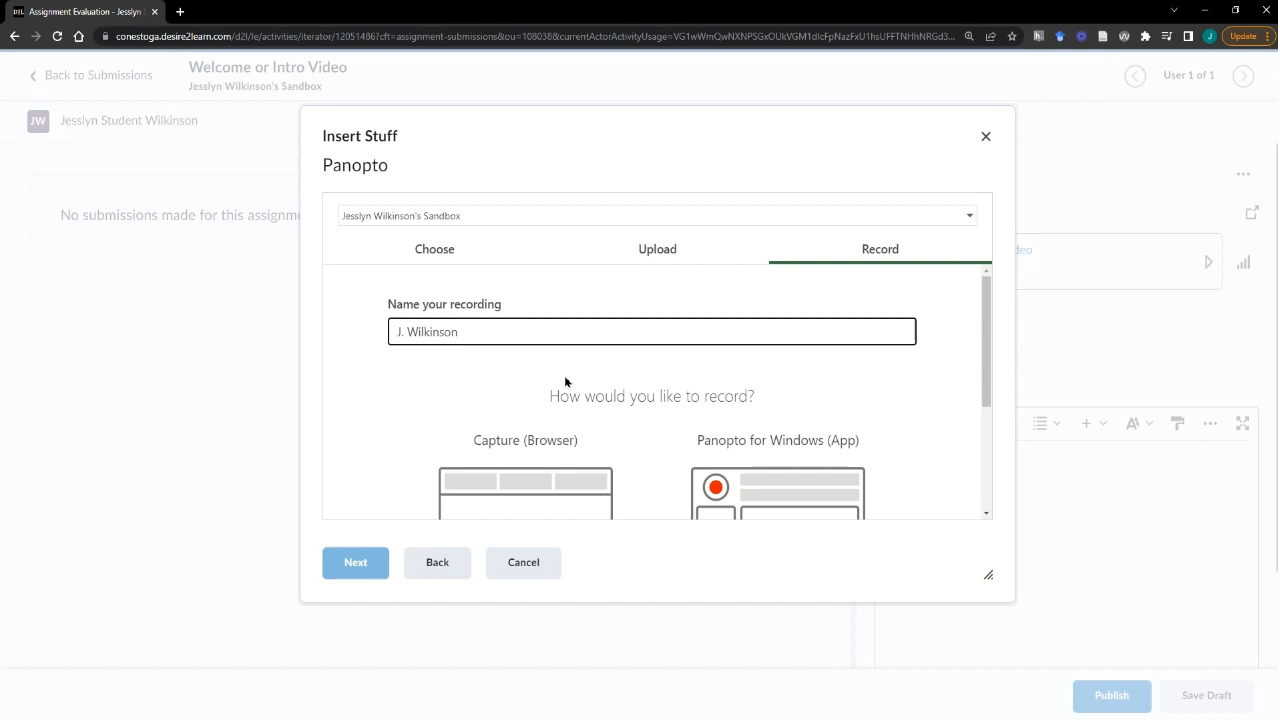 Assignment Evaluation - Jesslyn
conestoga.desire2learn.com/d2l/le/activities/iterator/12051486?cft=assignment-submissions&ou=108038&currentActorActivityUsage=
J
Update
Back to Submissions
Welcome or Intro Video
Jesslyn Wilkinson's Sandbox
User 1 of 1
JW
Jesslyn Student Wilkinson
No submissions made for this assignme
Insert Stuff
Panopto
Jesslyn Wilkinson's Sandbox
Choose
Upload
Record
deo
Name your recording
J. Wilkinson
How would you like to record?
Capture (Browser)
Panopto for Windows (App)
Next
Back
Cancel
Publish
Save Draft